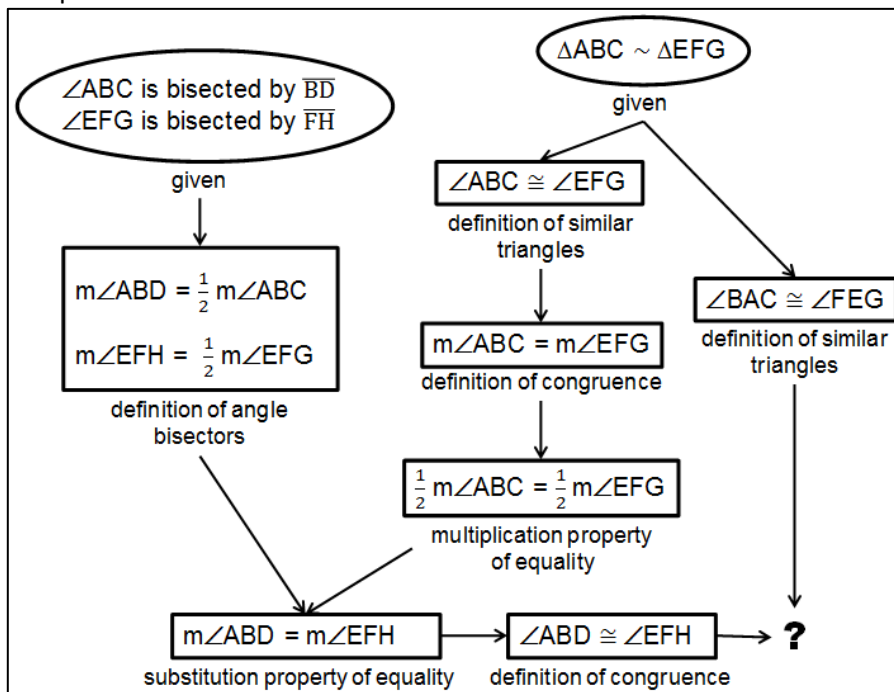 ∠ABC is bisected by B̅D̅
∠EFG is bisected by F̅H̅
given
m∠ABD = ½ m∠ABC
m∠EFH = ½ m∠EFG
definition of angle
bisectors
ΔABC ~ ΔEFG
given
∠ABC ≅ ∠EFG
definition of similar
triangles
m∠ABC = m∠EFG
definition of congruence
½ m∠ABC = ½ m∠EFG
multiplication property
of equality
∠BAC ≅ ∠FEG
definition of similar
triangles
m∠ABD = m∠EFH
substitution property of equality
∠ABD ≅ ∠EFH
definition of congruence
?